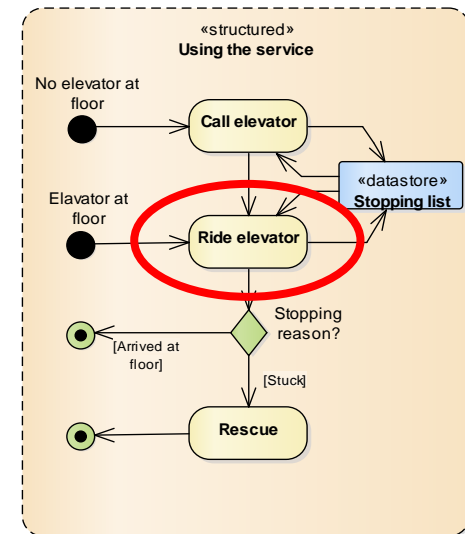 «structured»
Using the service
No elevator at
floor
Call elevator
«datastore»
Stopping list
Elavator at
floor
Ride elevator
Stopping
reason?
[Arrived at
floor]
[Stuck]
Rescue